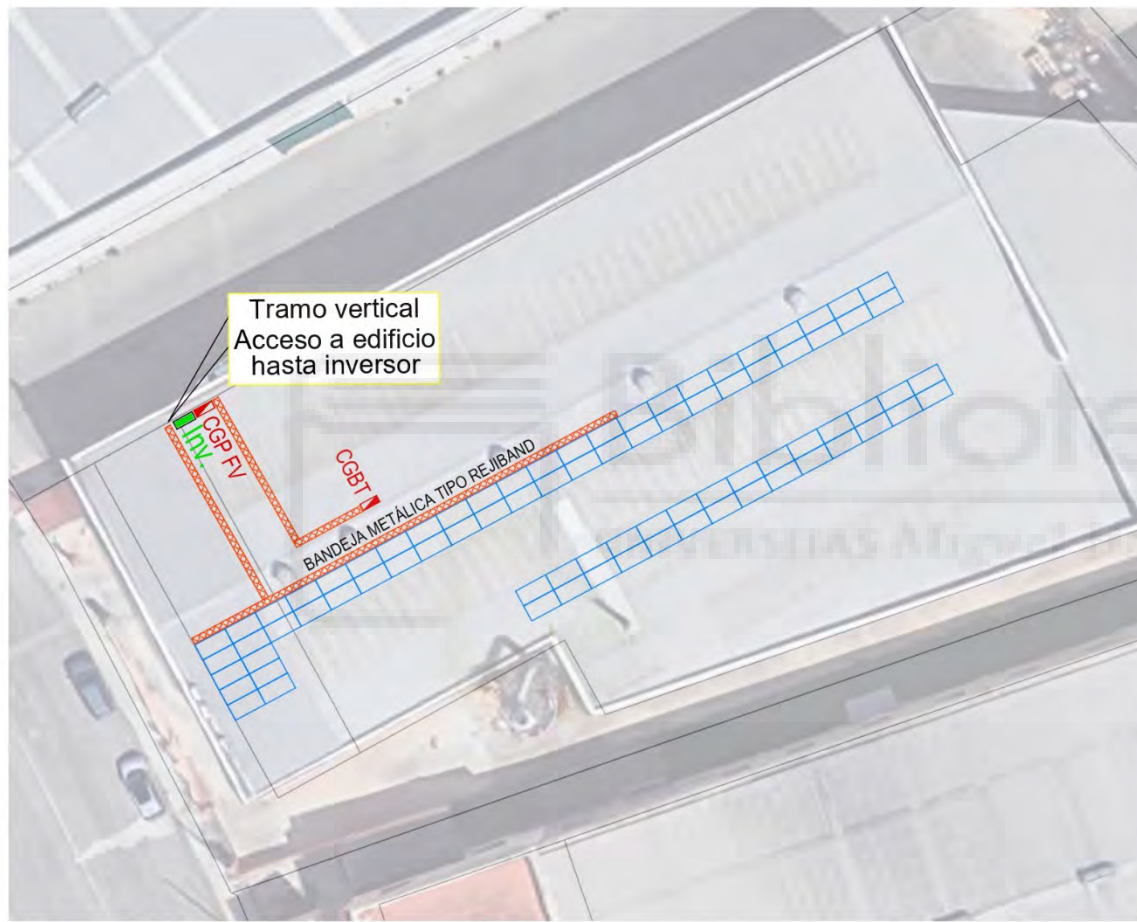 Tramo vertical
Acceso a edificio
hasta inversor
CGP FV
Inv.
CGBT
BANDEJA METÁLICA TIPO REJIBAND